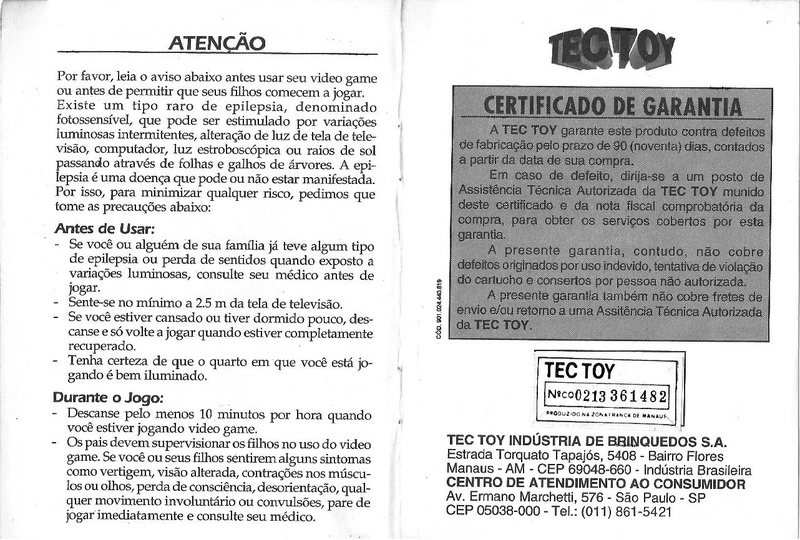 ATENÇÃO
Por favor, leia o aviso abaixo antes usar seu video game
ou antes de permitir que seus filhos comecem a jogar.
Existe um tipo raro de epilepsia, denominado
fotossensível, que pode ser estimulado por variações
luminosas intermitentes, alteração de luz de tela de tele-
visão, computador, luz estroboscópica ou raios de sol
passando através de folhas e galhos de árvores. A epi-
lepsia é uma doença que pode ou não estar manifestada.
Por isso, para minimizar qualquer risco, pedimos que
tome as precauções abaixo:
Antes de Usar:
- Se você ou alguém de sua família já teve algum tipo
de epilepsia ou perda de sentidos quando exposto a
variações luminosas, consulte seu médico antes de
jogar.
- Sente-se no mínimo a 2.5 m da tela de televisão.
- Se você estiver cansado ou tiver dormido pouco, des-
canse e só volte a jogar quando estiver completamente
recuperado.
- Tenha certeza de que o quarto em que você está jo-
gando é bem iluminado.
Durante o Jogo:
- Descanse pelo menos 10 minutos por hora quando
você estiver jogando video game.
- Os pais devem supervisionar os filhos no uso do video
game. Se você ou seus filhos sentirem alguns sintomas
como vertigem, visão alterada, contrações nos múscu-
los ou olhos, perda de consciência, desorientação, qual-
quer movimento involuntário ou convulsões, pare de
jogar imediatamente e consulte seu médico.
TEC TOY
CERTIFICADO DE GARANTIA
A TEC TOY garante este produto contra defeitos
de fabricação pelo prazo de 90 (noventa) dias, contados
a partir da data de sua compra.
Em caso de defeito, dirija-se a um posto de
Assistência Técnica Autorizada da TEC TOY munido
deste certificado e da nota fiscal comprobatória da
compra, para obter os serviços cobertos por esta
garantia.
A presente garantia, contudo, não cobre
defeitos originados por uso indevido, tentativa de violação
do cartucho e consertos por pessoa não autorizada.
A presente garantia também não cobre fretes de
envio e/ou retorno a uma Assitência Técnica Autorizada
da TEC TOY.
CÓD. 901.024.440.819
TEC TOY
Nº CO0213361482
PRODUZIDO NA ZONA FRANCA DE MANAUS
TEC TOY INDÚSTRIA DE BRINQUEDOS S.A.
Estrada Torquato Tapajós, 5408 - Bairro Flores
Manaus - AM - CEP 69048-660 - Indústria Brasileira
CENTRO DE ATENDIMENTO AO CONSUMIDOR
Av. Ermano Marchetti, 576 - São Paulo - SP
CEP 05038-000 - Tel.: (011) 861-5421